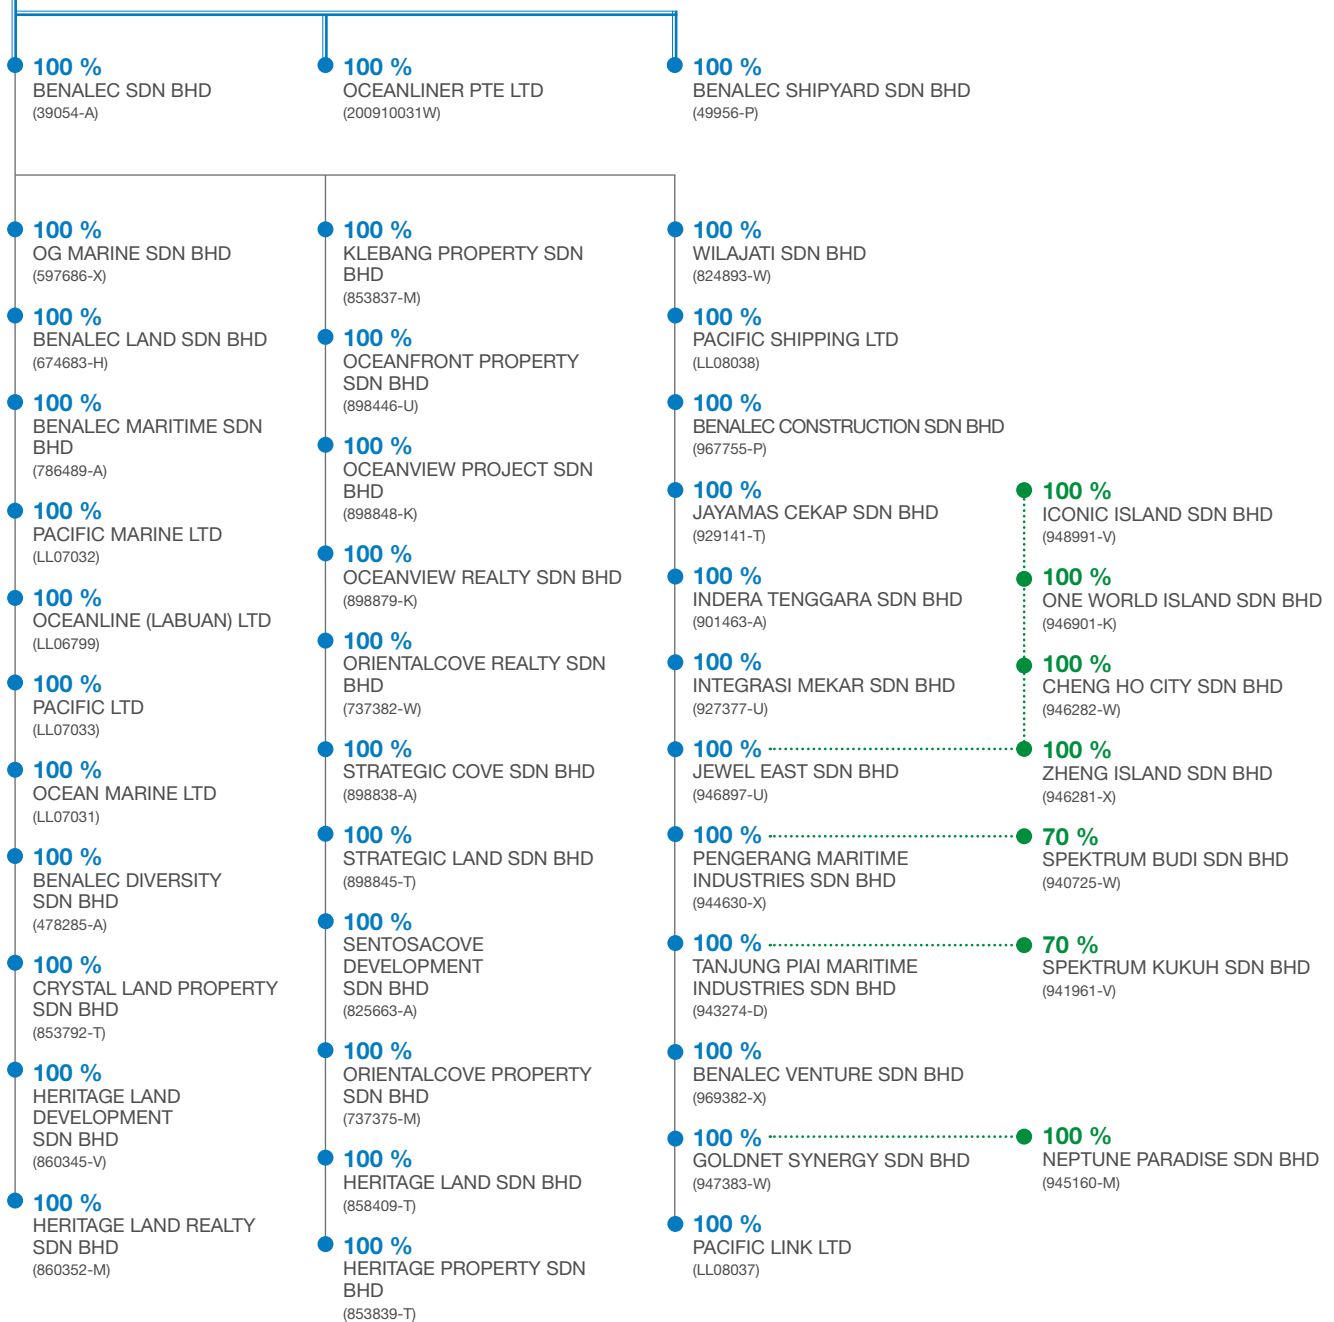 100 %
BENALEC SDN BHD
(39054-A)
100 %
OCEANLINER PTE LTD
(200910031W)
100 %
BENALEC SHIPYARD SDN BHD
(49956-P)
100 %
OG MARINE SDN BHD
(597686-X)
100 %
BENALEC LAND SDN BHD
(674683-H)
100 %
BENALEC MARITIME SDN
BHD
(786489-A)
100 %
PACIFIC MARINE LTD
(LL07032)
100 %
OCEANLINE (LABUAN) LTD
(LL06799)
100 %
PACIFIC LTD
(LL07033)
100 %
OCEAN MARINE LTD
(LL07031)
100 %
BENALEC DIVERSITY
SDN BHD
(478285-A)
100 %
CRYSTAL LAND PROPERTY
SDN BHD
(853792-T)
100 %
HERITAGE LAND
DEVELOPMENT
SDN BHD
(860345-V)
100 %
HERITAGE LAND REALTY
SDN BHD
(860352-M)
100 %
KLEBANG PROPERTY SDN
BHD
(853837-M)
100 %
OCEANFRONT PROPERTY
SDN BHD
(898446-U)
100 %
OCEANVIEW PROJECT SDN
BHD
(898848-K)
100 %
OCEANVIEW REALTY SDN BHD
(898879-K)
100 %
ORIENTALCOVE REALTY SDN
BHD
(737382-W)
100 %
STRATEGIC COVE SDN BHD
(898838-A)
100 %
STRATEGIC LAND SDN BHD
(898845-T)
100 %
SENTOSACOVE
DEVELOPMENT
SDN BHD
(825663-A)
100 %
ORIENTALCOVE PROPERTY
SDN BHD
(737375-M)
100 %
HERITAGE LAND SDN BHD
(858409-T)
100 %
HERITAGE PROPERTY SDN
BHD
(853839-T)
100 %
WILAJATI SDN BHD
(824893-W)
100 %
PACIFIC SHIPPING LTD
(LL08038)
100 %
BENALEC CONSTRUCTION SDN BHD
(967755-P)
100 %
JAYAMAS CEKAP SDN BHD
(929141-T)
100 %
INDERA TENGGARA SDN BHD
(901463-A)
100 %
INTEGRASI MEKAR SDN BHD
(927377-U)
100 %
JEWEL EAST SDN BHD
(946897-U)
100 %
PENGERANG MARITIME
INDUSTRIES SDN BHD
(944630-X)
100 %
TANJUNG PIAI MARITIME
INDUSTRIES SDN BHD
(943274-D)
100 %
BENALEC VENTURE SDN BHD
(969382-X)
100 %
GOLDNET SYNERGY SDN BHD
(947383-W)
100 %
PACIFIC LINK LTD
(LL08037)
100 %
ICONIC ISLAND SDN BHD
(948991-V)
100 %
ONE WORLD ISLAND SDN BHD
(946901-K)
100 %
CHENG HO CITY SDN BHD
(946282-W)
100 %
ZHENG ISLAND SDN BHD
(946281-X)
70 %
SPEKTRUM BUDI SDN BHD
(940725-W)
70 %
SPEKTRUM KUKUH SDN BHD
(941961-V)
100 %
NEPTUNE PARADISE SDN BHD
(945160-M)